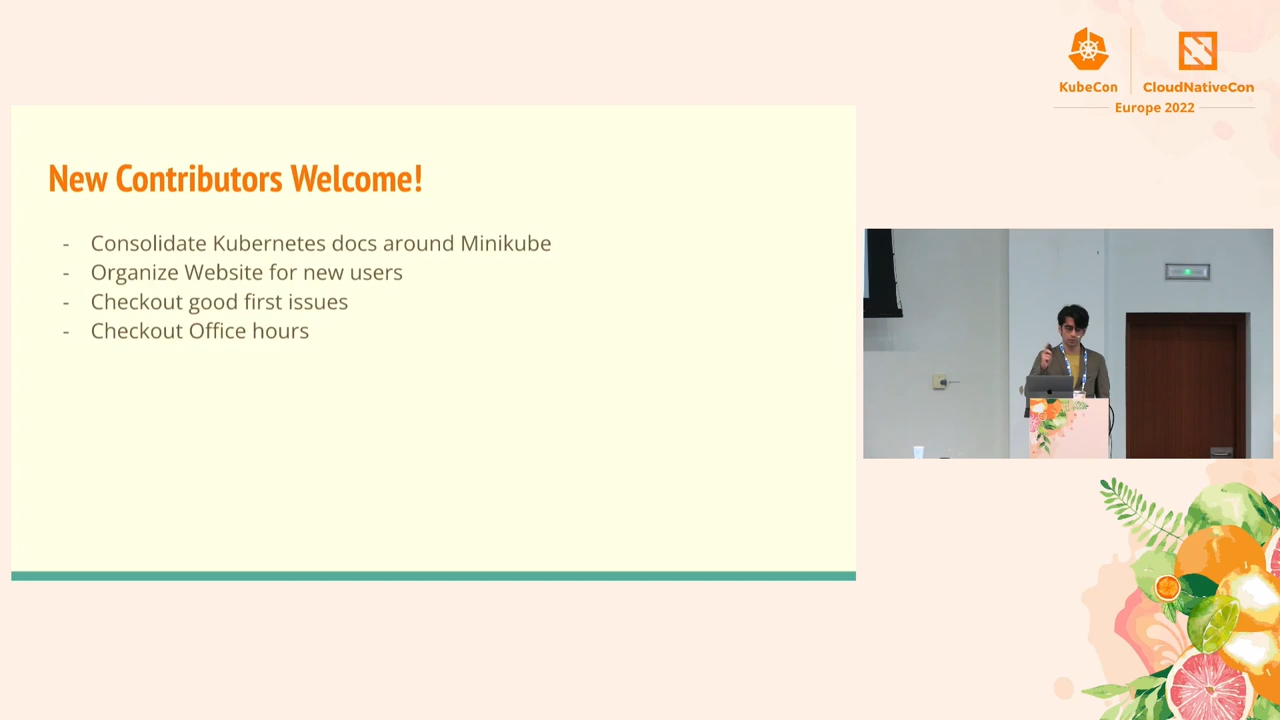 KubeCon
CloudNativeCon
Europe 2022
New Contributors Welcome!
- Consolidate Kubernetes docs around Minikube
- Organize Website for new users
- Checkout good first issues
- Checkout Office hours